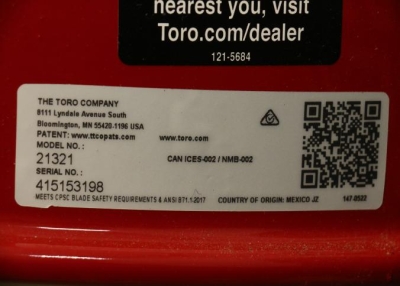 nearest you, visit
Toro.com/dealer
121-5684
THE TORO COMPANY
8111 Lyndale Avenue South
Bloomington, MN 55420-1196 USA
PATENT: www.ttcopats.com www.toro.com
MODEL NO. :
21321 CAN ICES-002 / NMB-002
SERIAL NO. :
415153198
MEETS CPSC BLADE SAFETY REQUIREMENTS & ANSI B71.1-2017 COUNTRY OF ORIGIN: MEXICO JZ